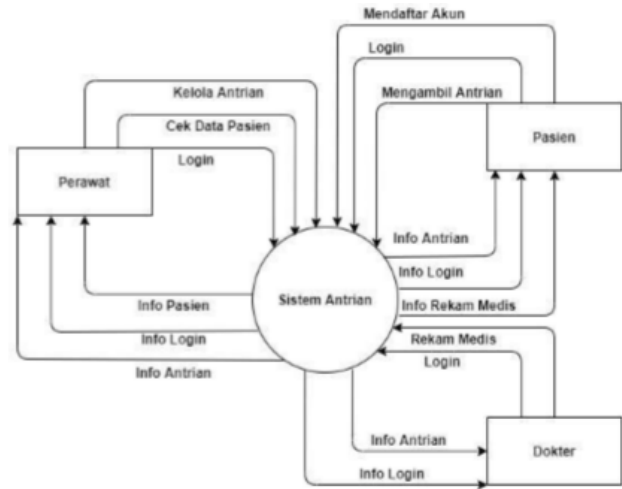 Mendaftar Akun
Login
Mengambil Antrian
Kelola Antrian
Cek Data Pasien
Login
Perawat
Pasien
Info Antrian
Info Login
Info Rekam Medis
Sistem Antrian
Info Pasien
Info Login
Info Antrian
Rekam Medis
Login
Info Antrian
Info Login
Dokter